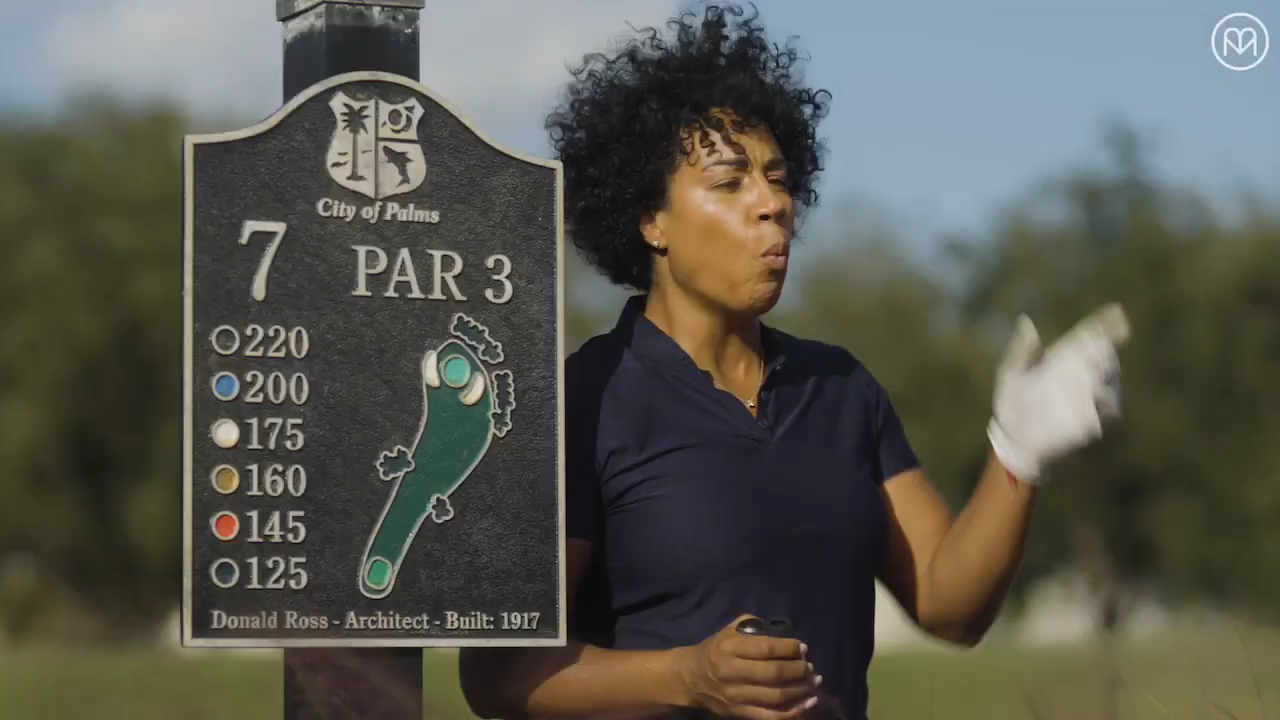 City of Palms
7 PAR 3
220
200
175
160
145
125
Donald Ross - Architect - Built: 1917